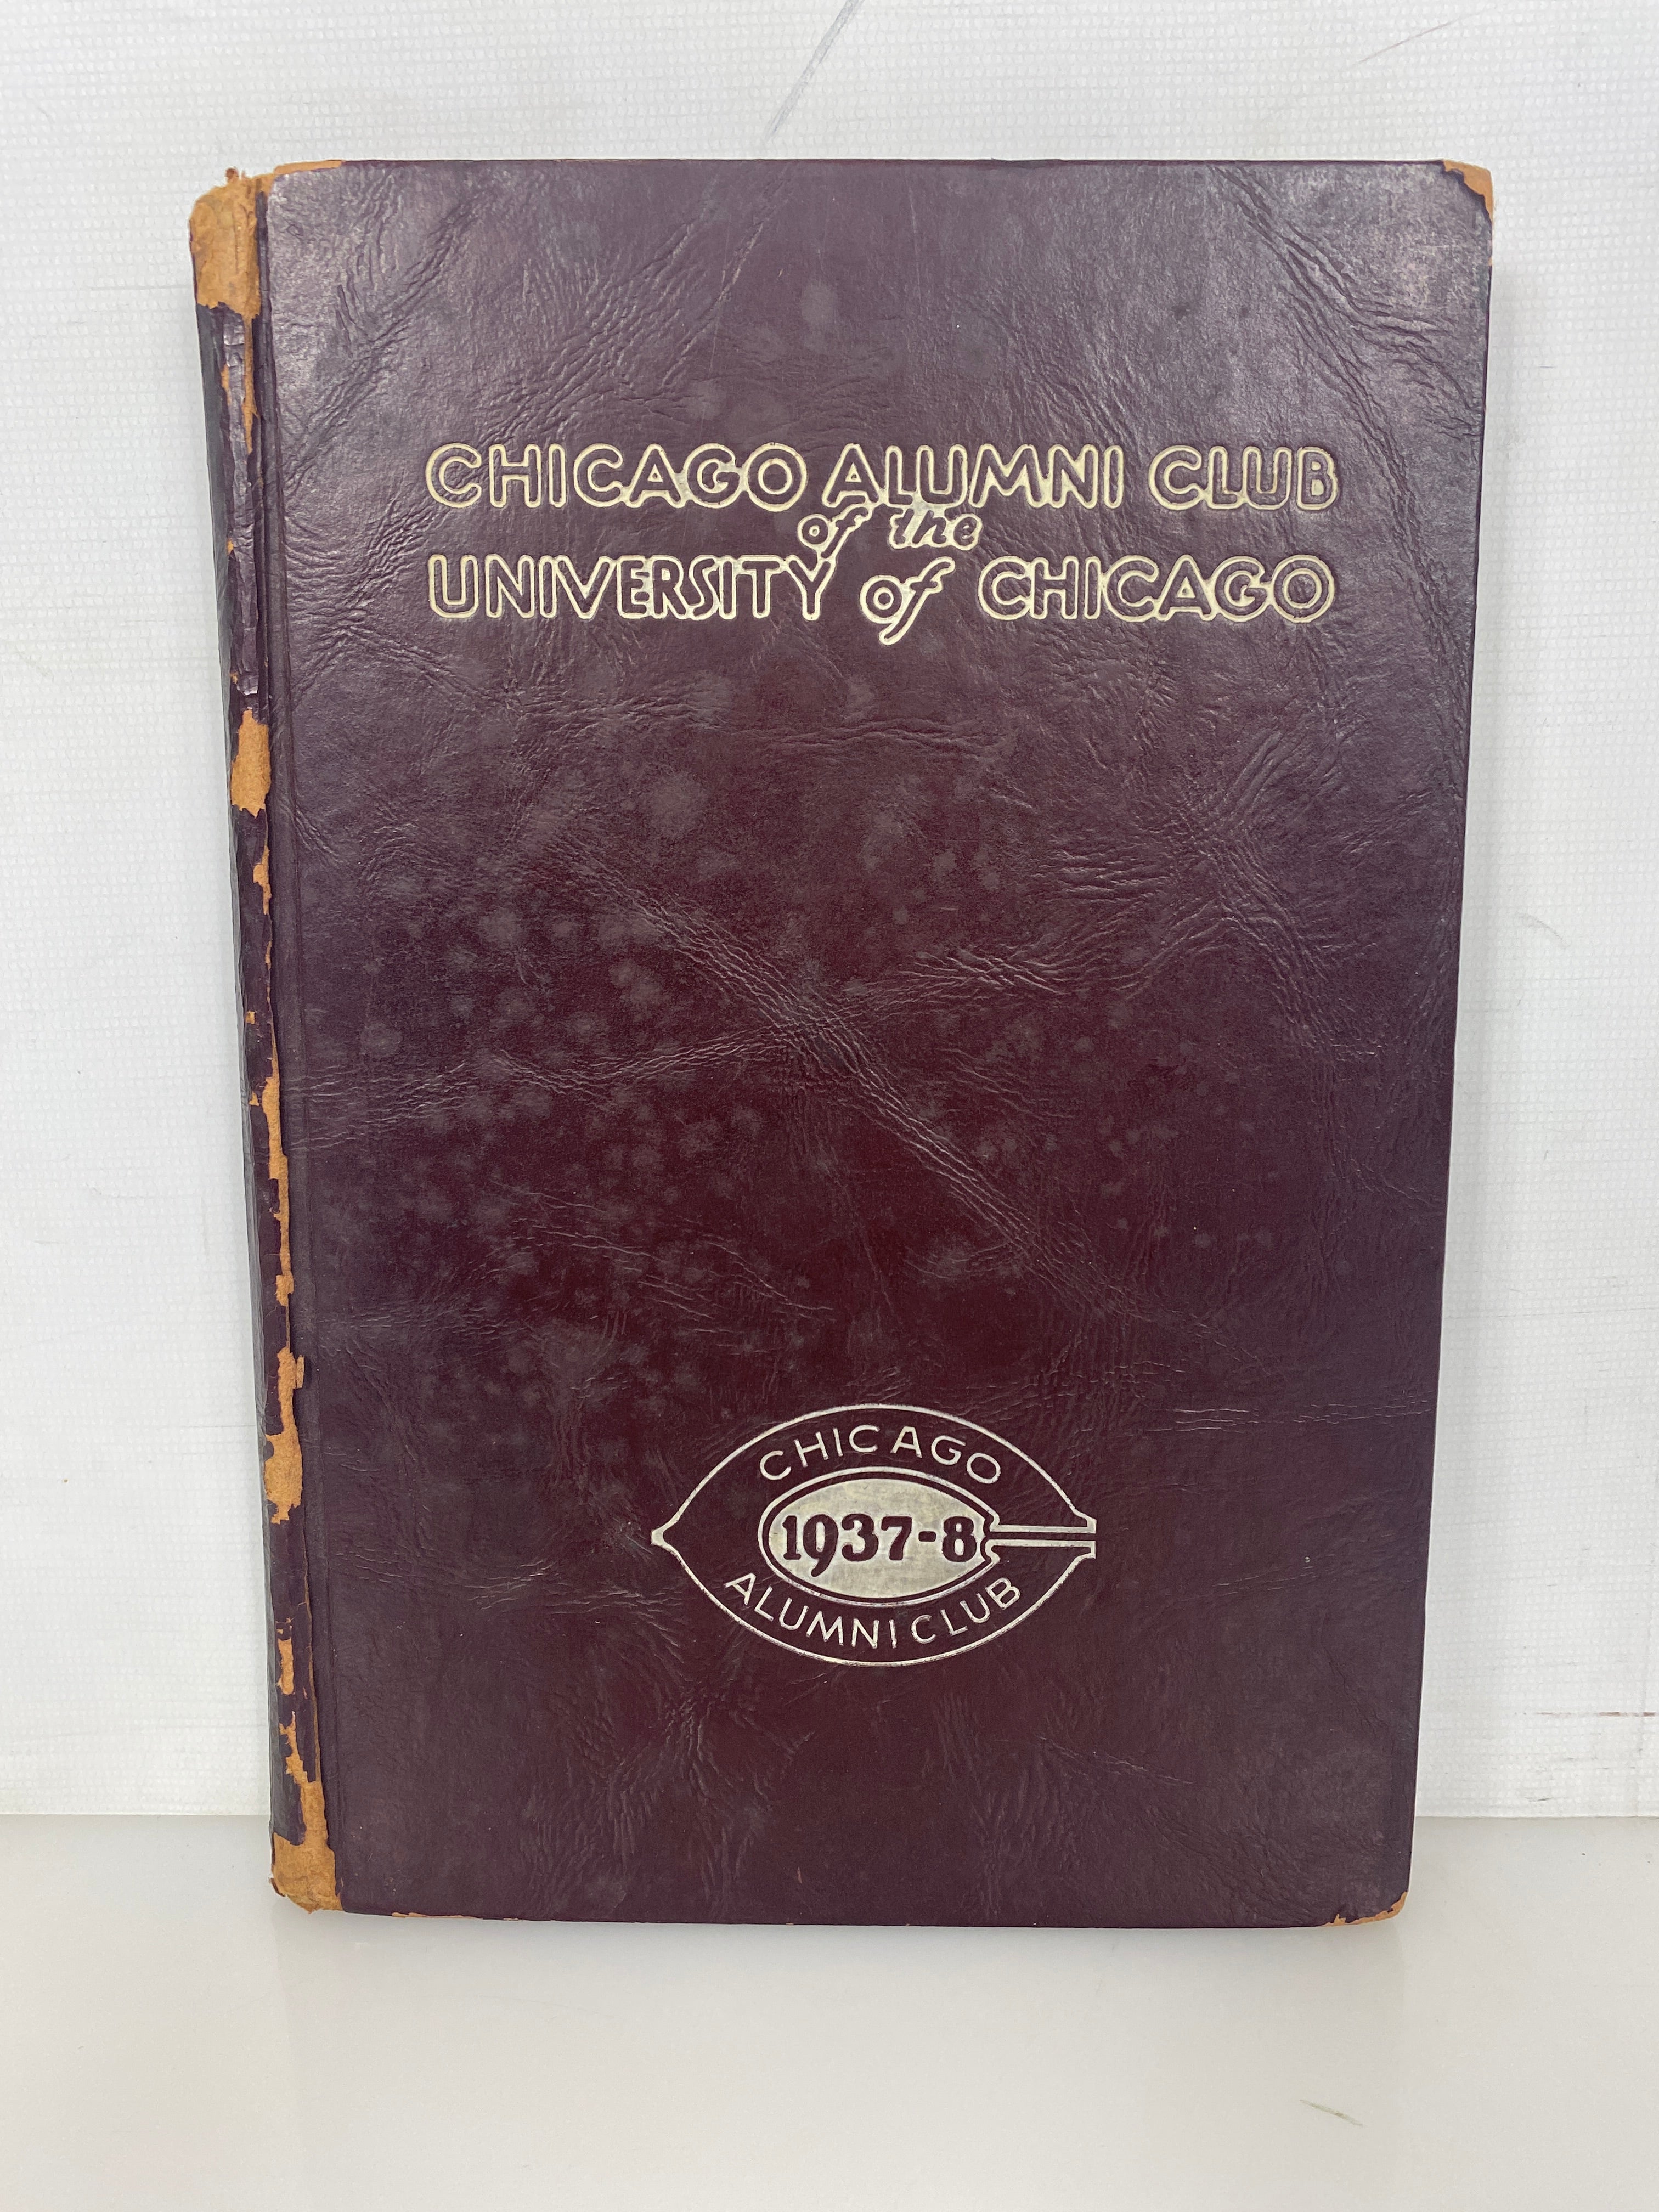 CHICAGO ALUMNI CLUB
of the
UNIVERSITY of CHICAGO
CHICAGO
1937-8
ALUMNI CLUB